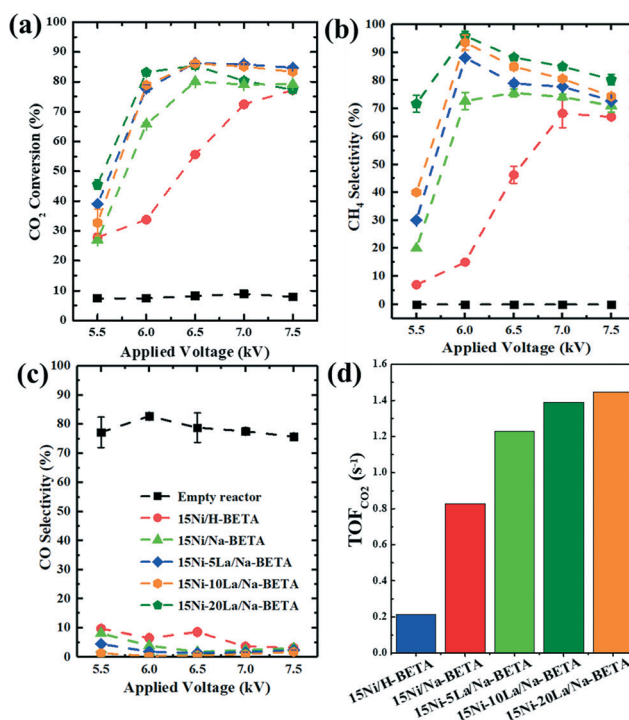 (a)
CO2 Conversion (%)
100
90
80
70
60
50
40
30
20
10
0
5.5 6.0 6.5 7.0 7.5
Applied Voltage (kV)
(b)
CH4 Selectivity (%)
100
90
80
70
60
50
40
30
20
10
0
5.5 6.0 6.5 7.0 7.5
Applied Voltage (kV)
(c)
CO Selectivity (%)
100
90
80
70
60
50
40
30
20
10
0
Empty reactor
15Ni/H-BETA
15Ni/Na-BETA
15Ni-5La/Na-BETA
15Ni-10La/Na-BETA
15Ni-20La/Na-BETA
5.5 6.0 6.5 7.0 7.5
Applied Voltage (kV)
(d)
TOFCO2 (s-1)
1.6
1.4
1.2
1.0
0.8
0.6
0.4
0.2
0.0
15Ni/H-BETA
15Ni/Na-BETA
15Ni-5La/Na-BETA
15Ni-10La/Na-BETA
15Ni-20La/Na-BETA